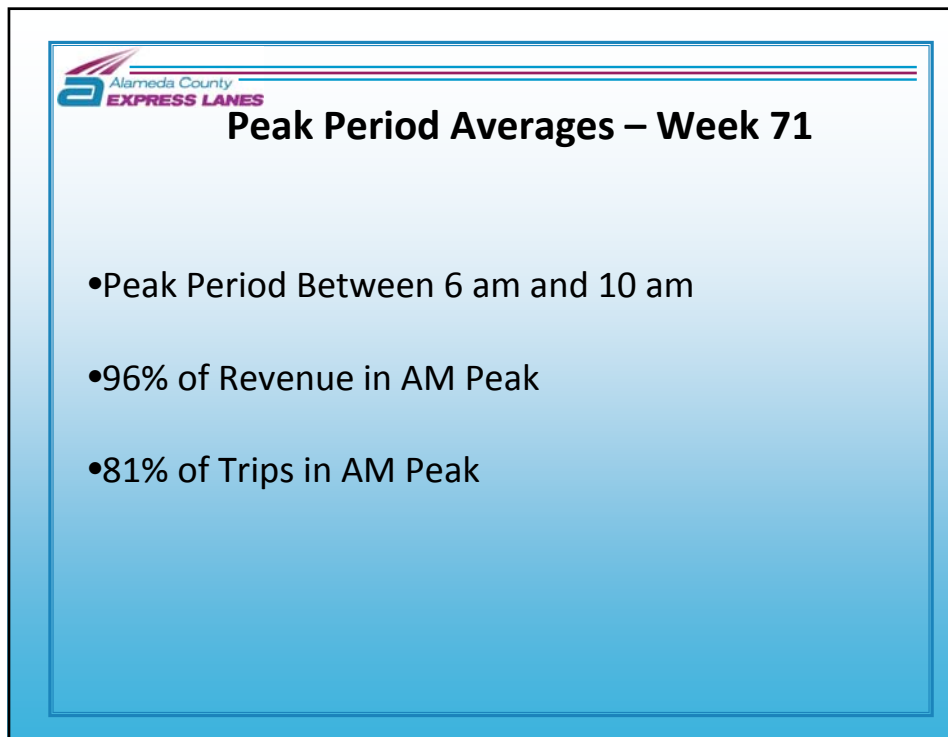 Alameda County
EXPRESS LANES
Peak Period Averages – Week 71
•Peak Period Between 6 am and 10 am
•96% of Revenue in AM Peak
•81% of Trips in AM Peak